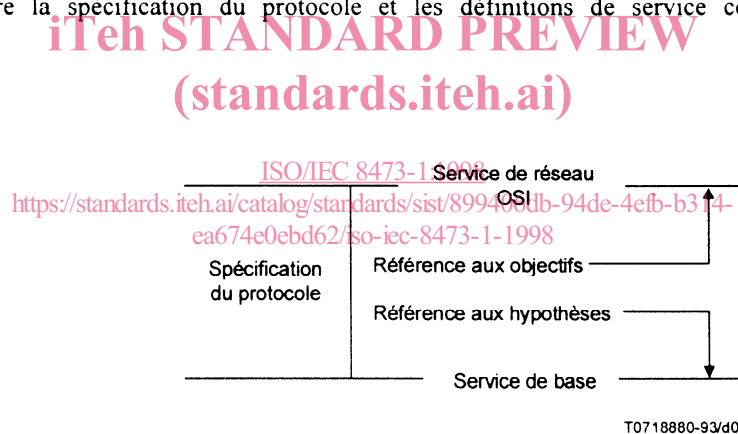 re la spécification du protocole et les définitions de service co
iTeh STANDARD PREVIEW
(standards.iteh.ai)
ISO/IEC 8473-1:1998
Service de réseau
OSI
https://standards.iteh.ai/catalog/standards/sist/899400db-94de-4efb-b314-
ea674e0ebd62/iso-iec-8473-1-1998
Spécification
du protocole
Référence aux objectifs
Référence aux hypothèses
Service de base
T0718880-93/d0